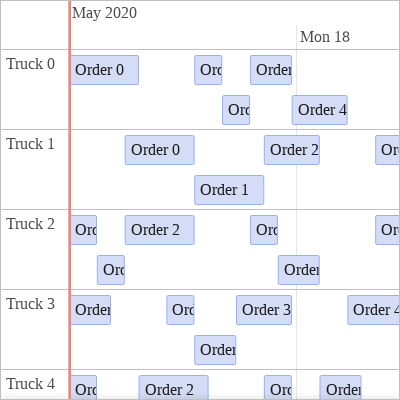 May 2020
Mon 18
Truck 0
Order 0
Orc
Order
Orc
Order 4
Truck 1
Order 0
Order 2
Or
Order 1
Truck 2
Orc
Order 2
Orc
Or
Orc
Order
Truck 3
Order
Orc
Order 3
Order 4
Order
Truck 4
Orc
Order 2
Orc
Order